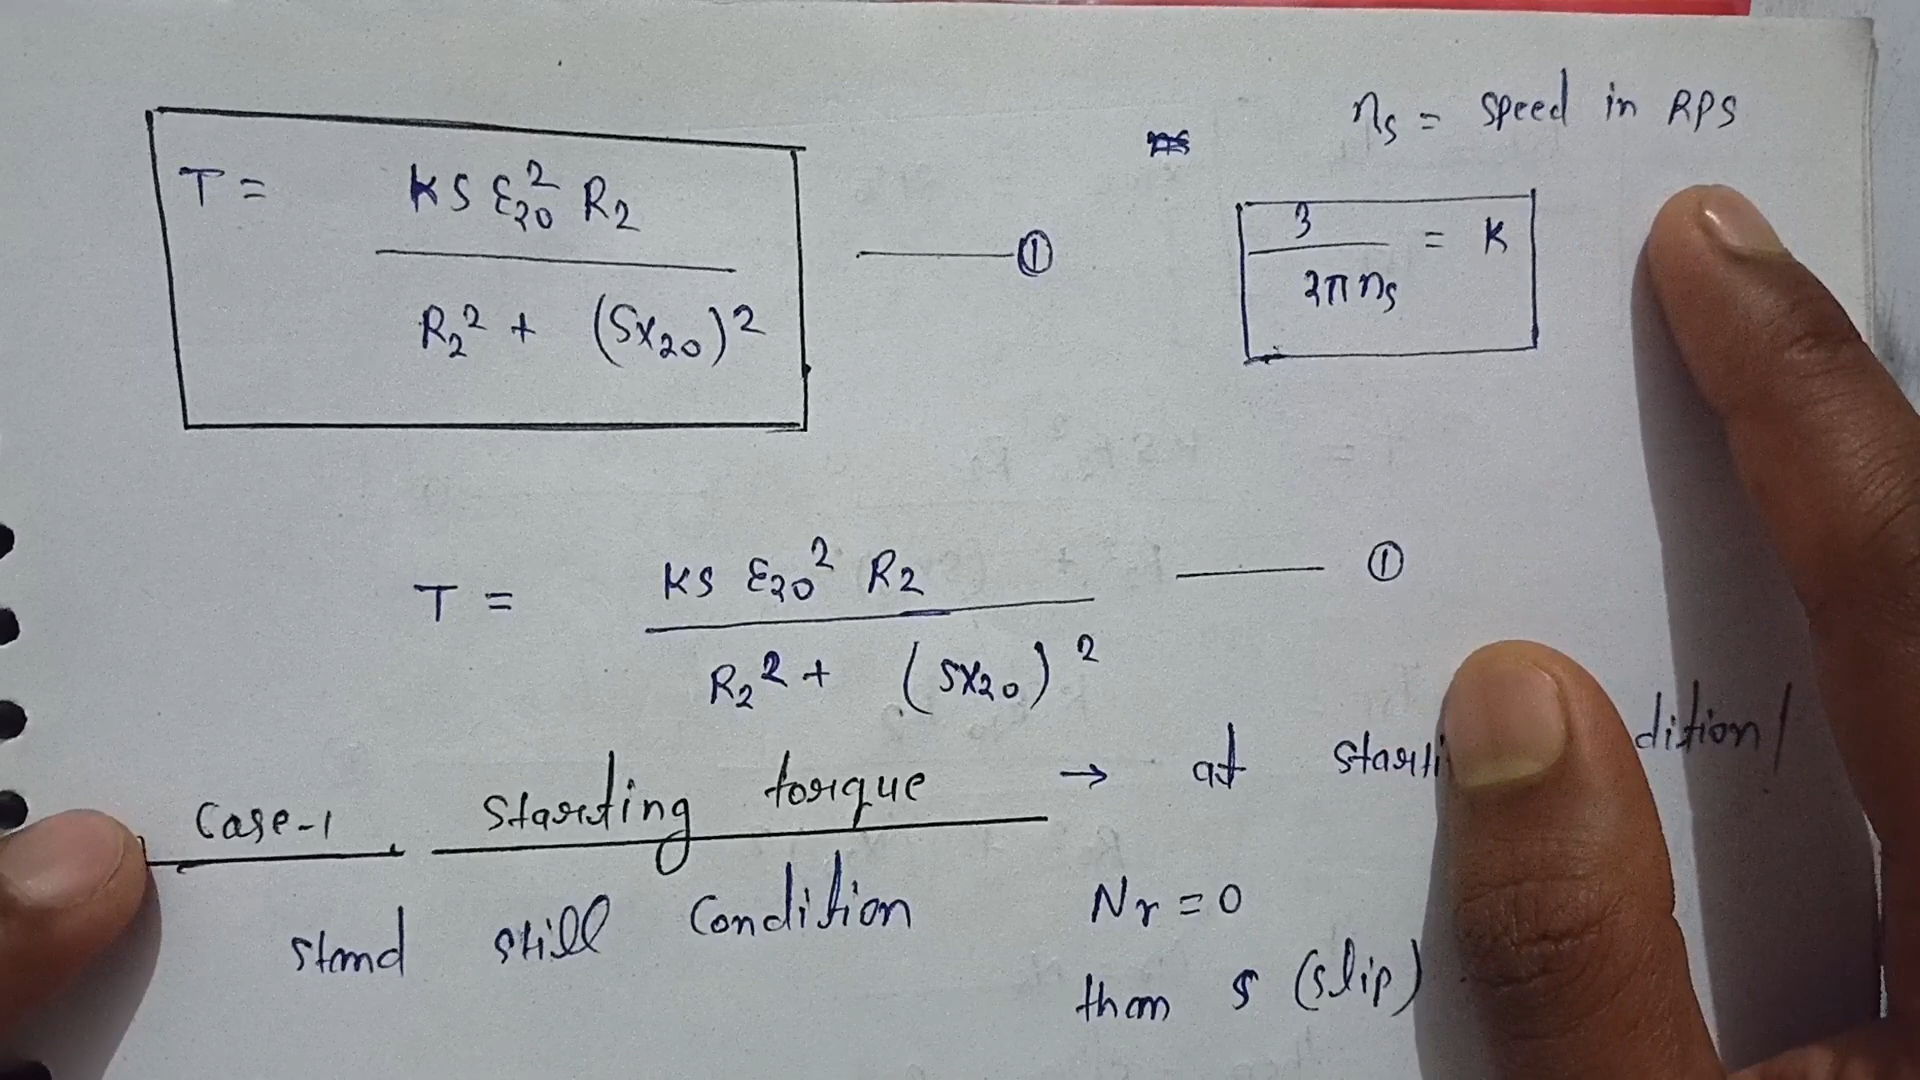 ns = speed in RPS
T = KS E20² R2 / R2² + (SX20)² ——— ①
3 / 2π ns = K
T = KS E20² R2 / R2² + (SX20)² ——— ①
Case-1 starting torque → at
stand still condition
Nr = 0
than s (slip)